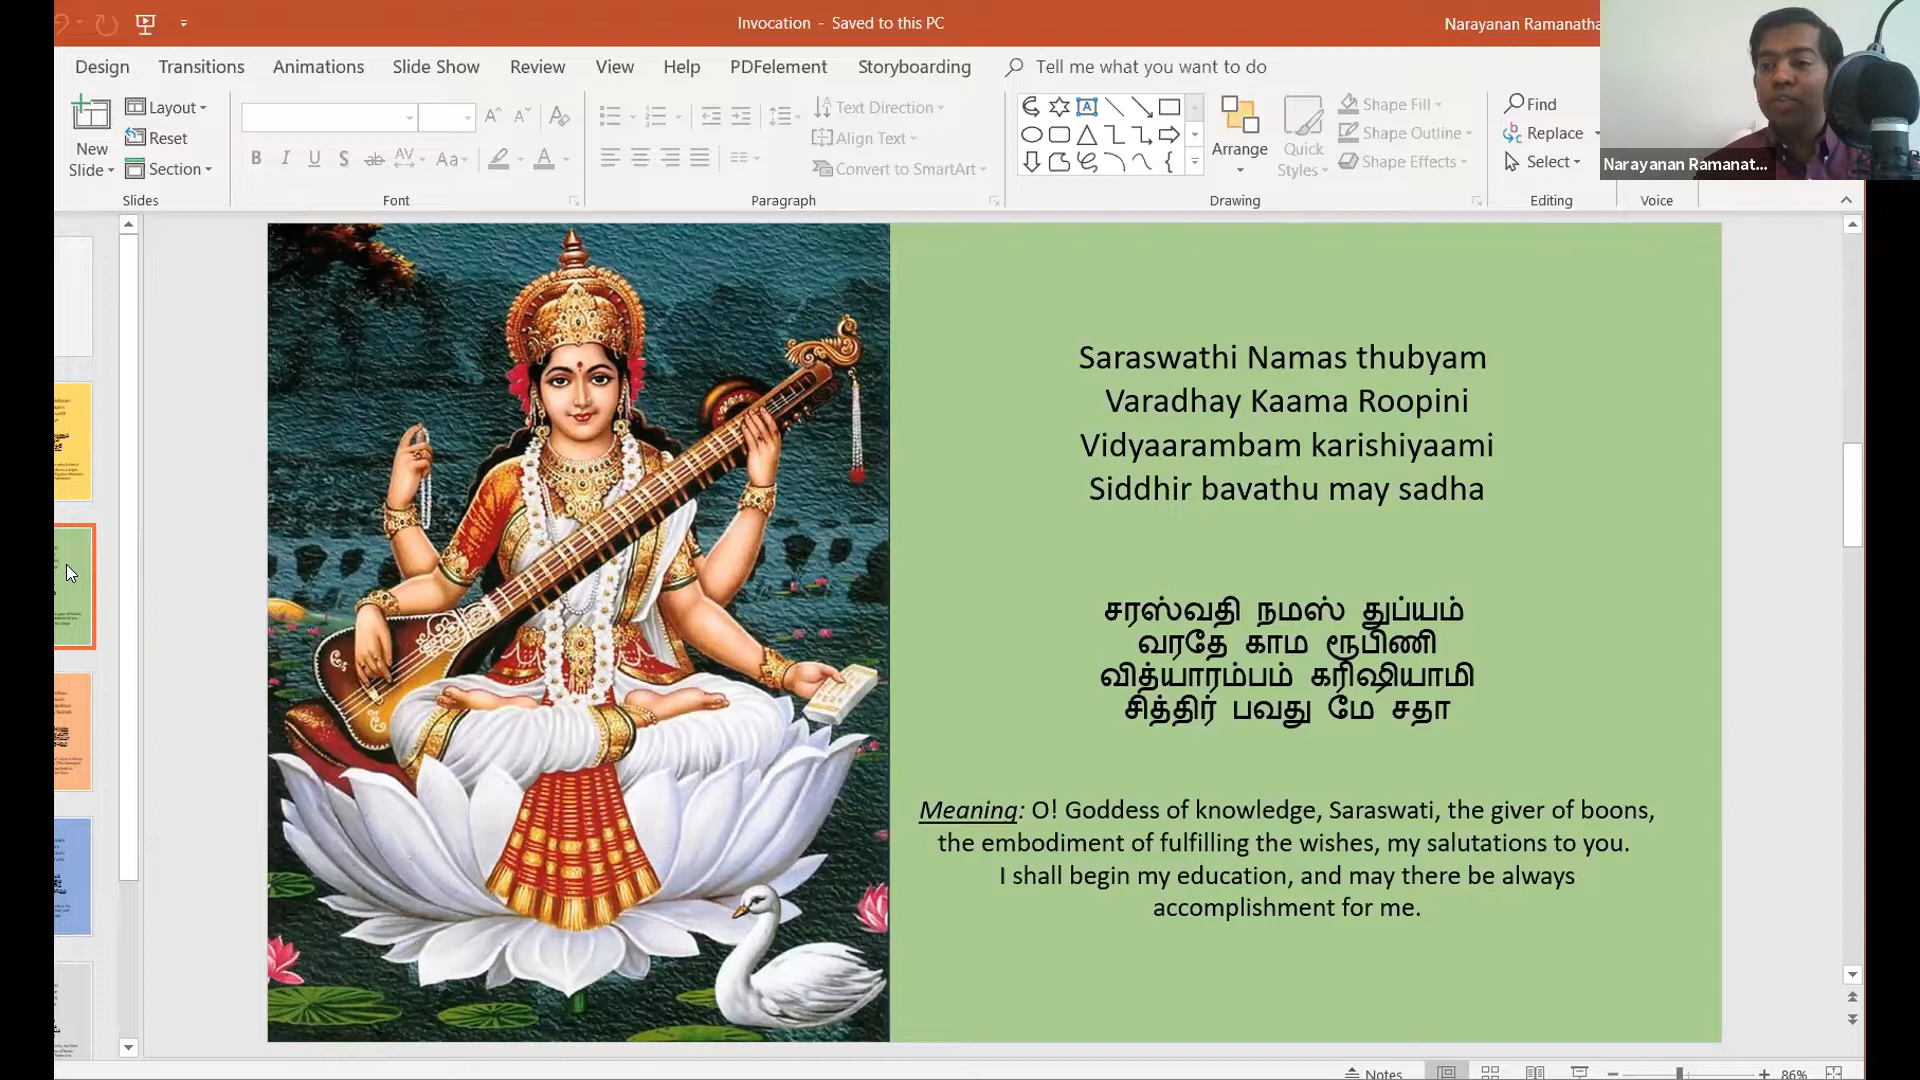 Invocation - Saved to this PC
Narayanan Ramanatha
Design Transitions Animations Slide Show Review View Help PDFelement Storyboarding Tell me what you want to do
New Slide
Layout
Reset
Section
Slides
Font
Text Direction
Align Text
Convert to SmartArt
Paragraph
Arrange
Quick Styles
Shape Fill
Shape Outline
Shape Effects
Drawing
Find
Replace
Select
Editing
Voice
Narayanan Ramanat...
Saraswathi Namas thubyam
Varadhay Kaama Roopini
Vidyaarambam karishiyaami
Siddhir bavathu may sadha
சரஸ்வதி நமஸ் துப்யம்
வரதே காம ரூபிணி
வித்யாரம்பம் கரிஷியாமி
சித்திர் பவது மே சதா
Meaning: O! Goddess of knowledge, Saraswati, the giver of boons,
the embodiment of fulfilling the wishes, my salutations to you.
I shall begin my education, and may there be always
accomplishment for me.
Notes
86%